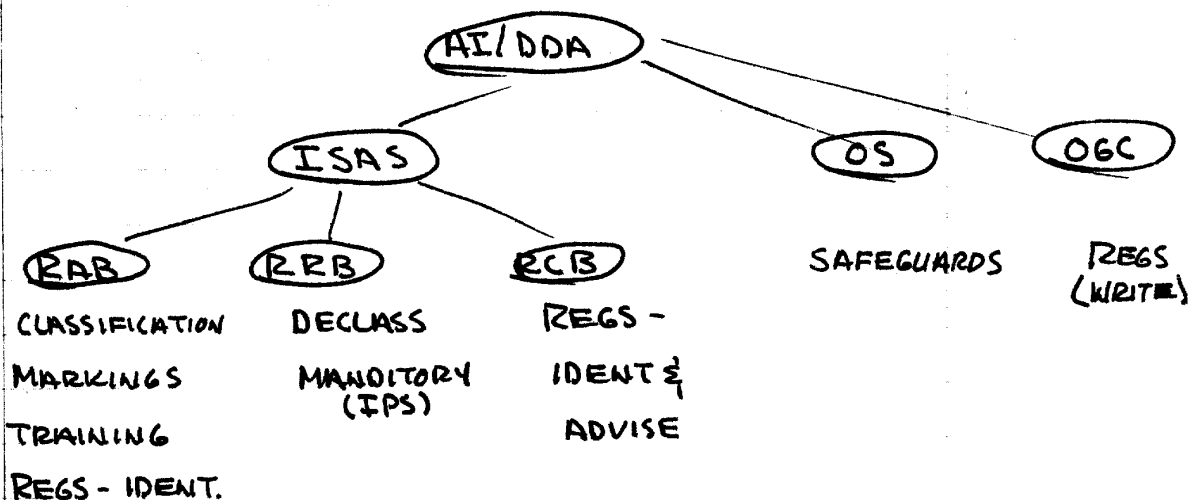 AI/DDA
ISAS
OS
OGC
RAB
RRB
RCB
SAFEGUARDS
REGS
(WRITE)
CLASSIFICATION
MARKINGS
TRAINING
REGS - IDENT.
DECLASS
MANDITORY
(IPS)
REGS -
IDENT &
ADVISE